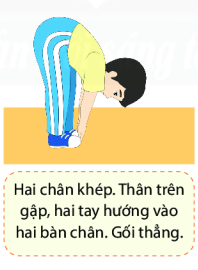 Hai chân khép. Thân trên
gập, hai tay hướng vào
hai bàn chân. Gối thẳng.